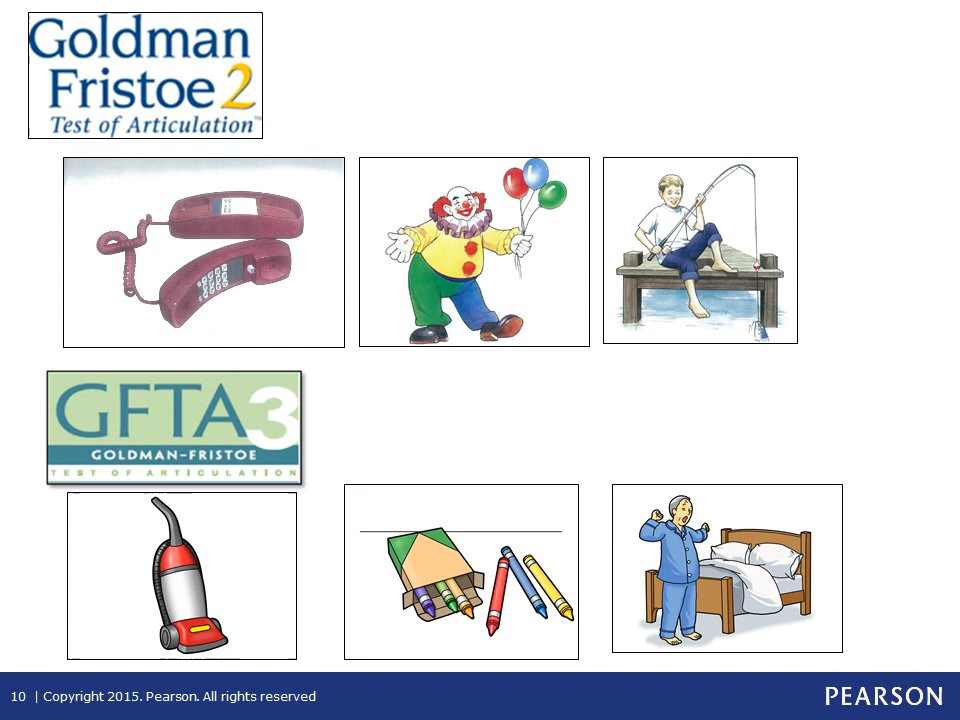 Goldman
Fristoe 2
Test of Articulation™
GFTA3
GOLDMAN–FRISTOE
TEST OF ARTICULATION
10 | Copyright 2015. Pearson. All rights reserved
PEARSON